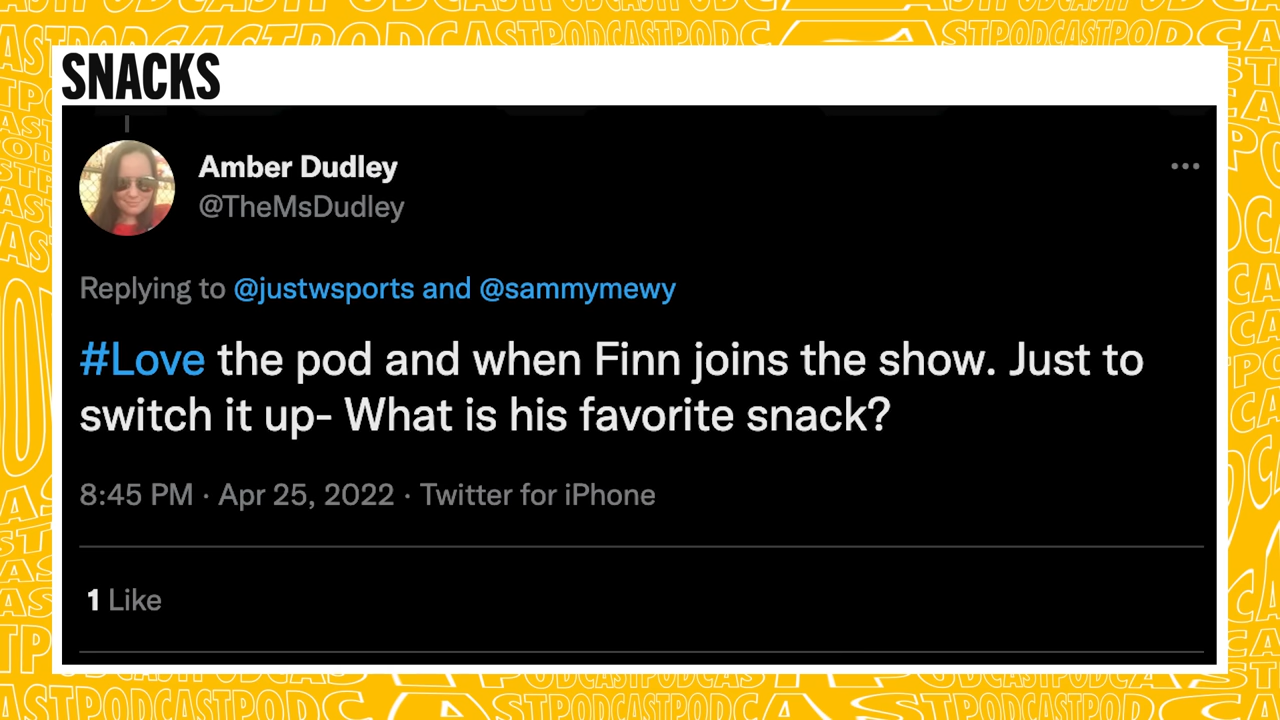 SNACKS
Amber Dudley
@TheMsDudley
Replying to @justwsports and @sammymewy
#Love the pod and when Finn joins the show. Just to
switch it up- What is his favorite snack?
8:45 PM · Apr 25, 2022 · Twitter for iPhone
1 Like